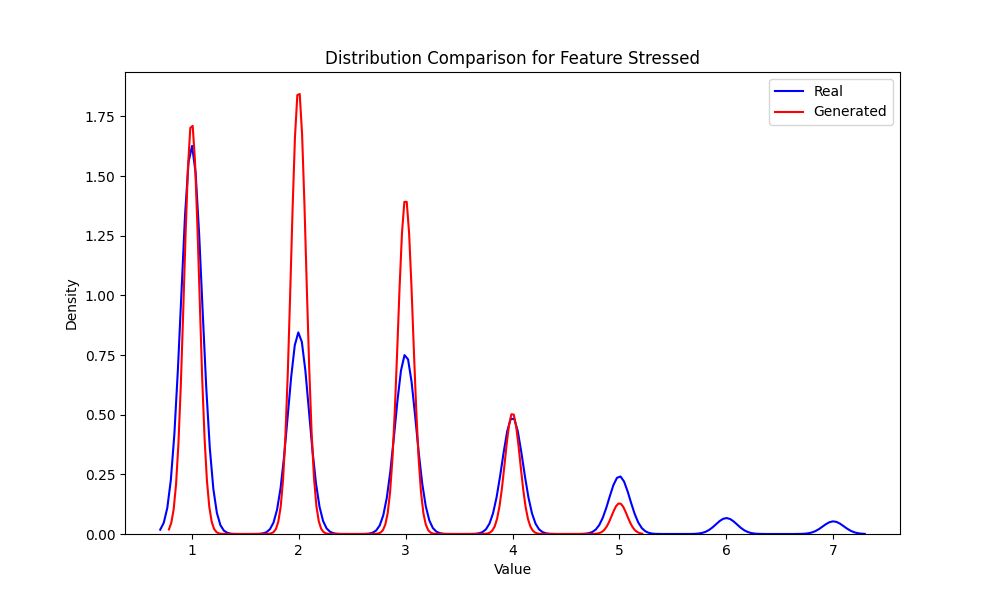 Distribution Comparison for Feature Stressed
Real
Generated
1.75
1.50
1.25
1.00
0.75
0.50
0.25
0.00
Density
1 2 3 4 5 6 7
Value